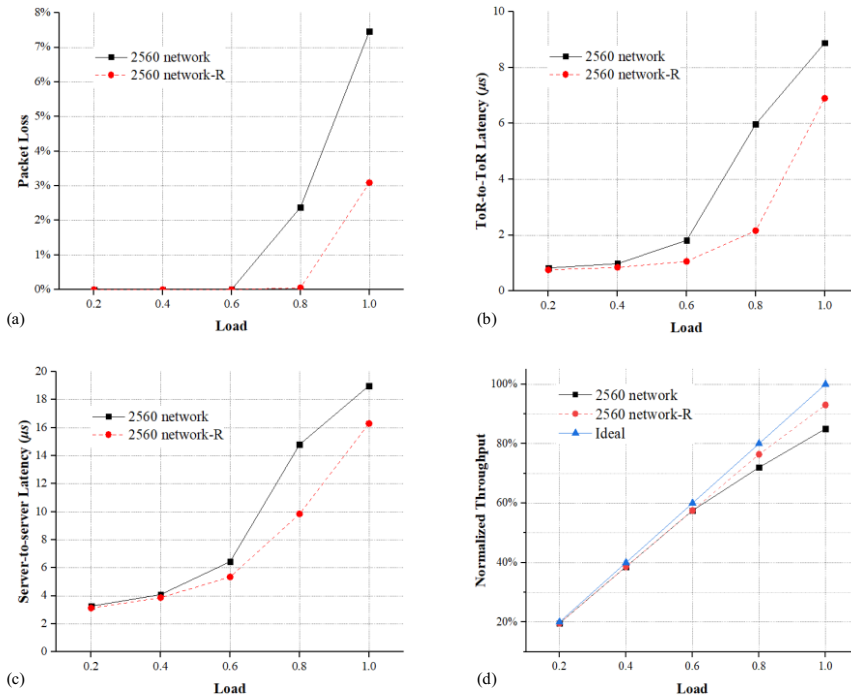 8%
7%
6%
5%
4%
3%
2%
1%
0%
Packet Loss
2560 network
2560 network-R
0.2 0.4 0.6 0.8 1.0
Load
(a)
10
8
6
4
2
0
ToR-to-ToR Latency (μs)
2560 network
2560 network-R
0.2 0.4 0.6 0.8 1.0
Load
(b)
20
18
16
14
12
10
8
6
4
2
0
Server-to-server Latency (μs)
2560 network
2560 network-R
0.2 0.4 0.6 0.8 1.0
Load
(c)
100%
80%
60%
40%
20%
Normalized Throughput
2560 network
2560 network-R
Ideal
0.2 0.4 0.6 0.8 1.0
Load
(d)